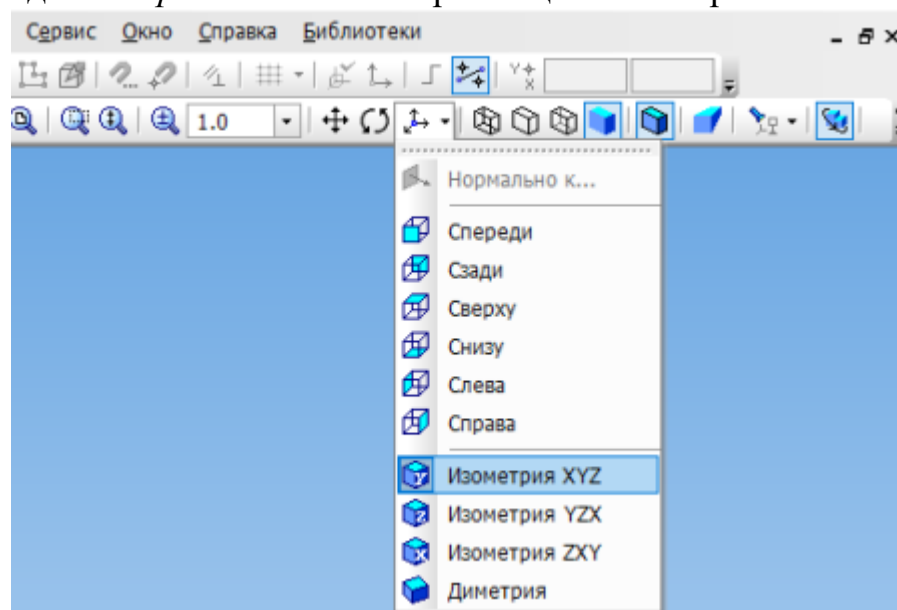 Сервис Окно Справка Библиотеки
1.0
Нормально к...
Спереди
Сзади
Сверху
Снизу
Слева
Справа
Изометрия XYZ
Изометрия YZX
Изометрия ZXY
Диметрия